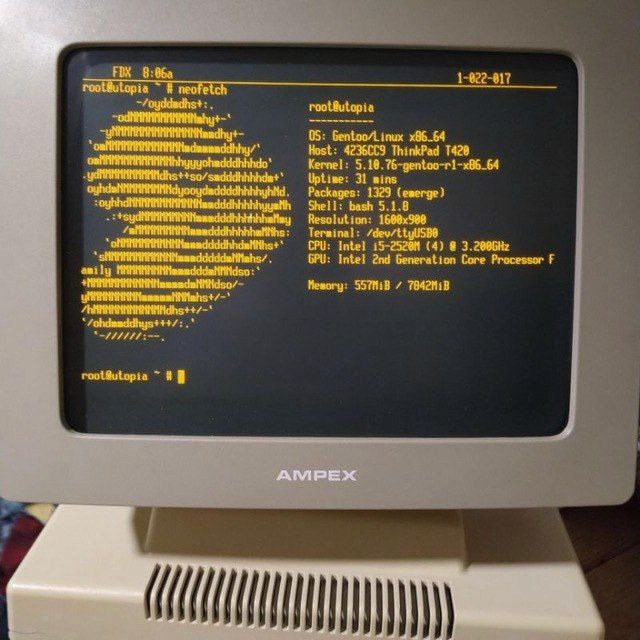 FDX 8:06a 1-022-017
root@utopia ~ # neofetch
root@utopia
-----------
OS: Gentoo/Linux x86_64
Host: 4236CC9 ThinkPad T420
Kernel: 5.10.76-gentoo-r1-x86_64
Uptime: 31 mins
Packages: 1329 (emerge)
Shell: bash 5.1.8
Resolution: 1600x900
Terminal: /dev/ttyUSB0
CPU: Intel i5-2520M (4) @ 3.200GHz
GPU: Intel 2nd Generation Core Processor F
amily
Memory: 557MiB / 7842MiB
root@utopia ~ #
AMPEX